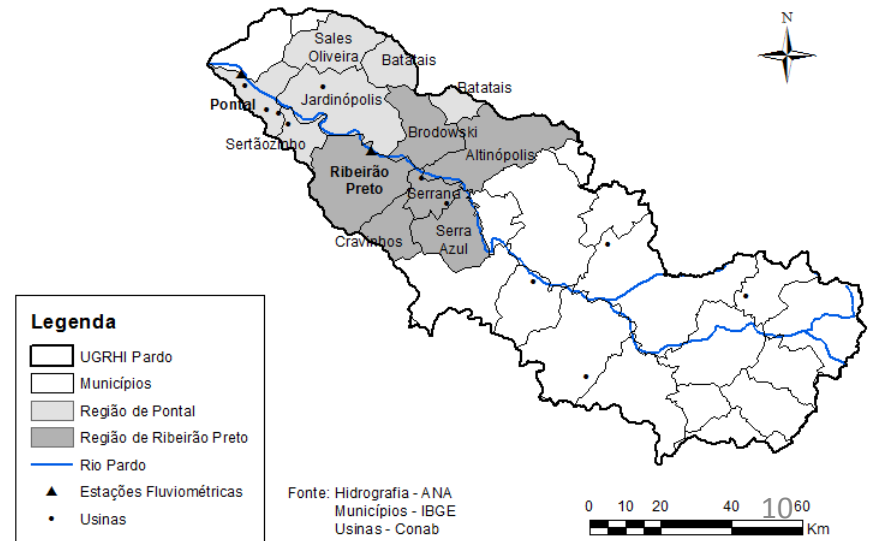 N
Sales
Oliveira
Batatais
Batatais
Pontal
Jardinópolis
Brodowski
Sertãozinho
Altinópolis
Ribeirão
Preto
Serrana
Serra
Azul
Cravinhos
Legenda
UGRHI Pardo
Municípios
Região de Pontal
Região de Ribeirão Preto
Rio Pardo
Estações Fluviométricas
Usinas
Fonte: Hidrografia - ANA
Municípios - IBGE
Usinas - Conab
0 10 20 40 60
Km
10